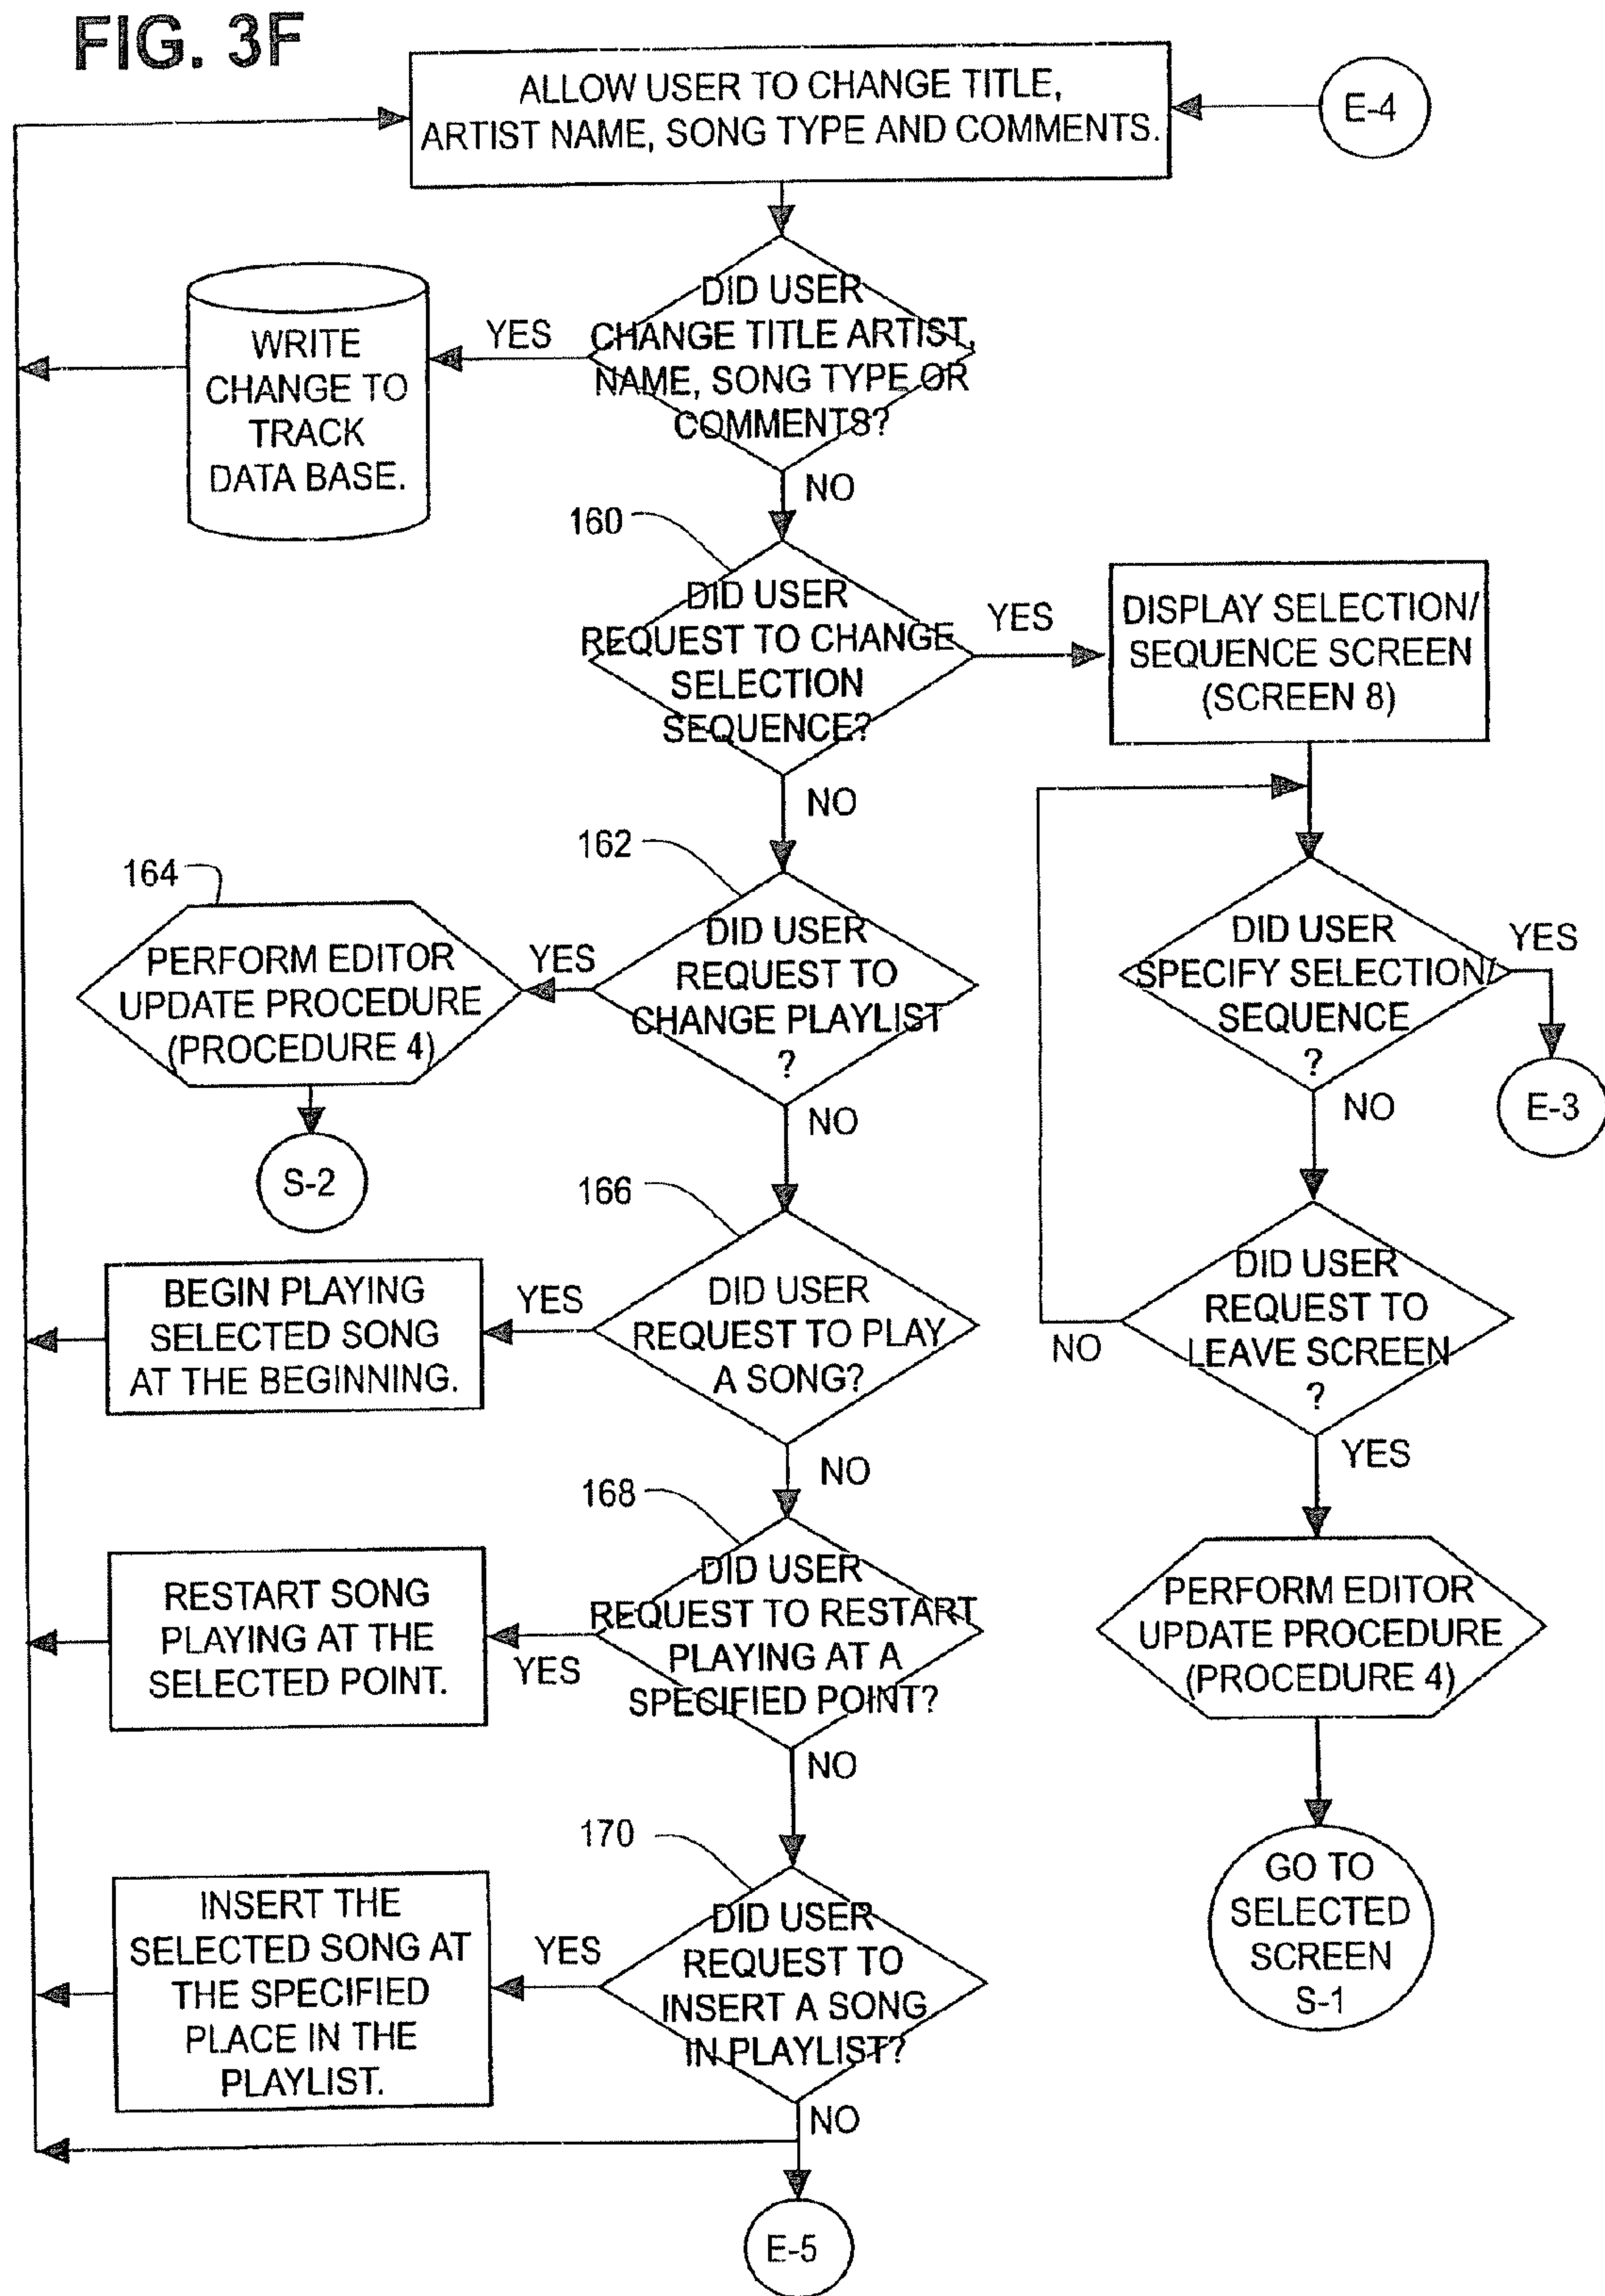 FIG. 3F
ALLOW USER TO CHANGE TITLE,
ARTIST NAME, SONG TYPE AND COMMENTS.
E-4
DID USER
CHANGE TITLE ARTIST,
NAME, SONG TYPE OR
COMMENTS?
YES
WRITE
CHANGE TO
TRACK
DATA BASE.
NO
160
DID USER
REQUEST TO CHANGE
SELECTION
SEQUENCE?
YES
DISPLAY SELECTION/
SEQUENCE SCREEN
(SCREEN 8)
NO
162
DID USER
REQUEST TO
CHANGE PLAYLIST
?
YES
164
PERFORM EDITOR
UPDATE PROCEDURE
(PROCEDURE 4)
S-2
NO
DID USER
SPECIFY SELECTION/
SEQUENCE
?
YES
E-3
NO
166
DID USER
REQUEST TO PLAY
A SONG?
YES
BEGIN PLAYING
SELECTED SONG
AT THE BEGINNING.
NO
DID USER
REQUEST TO
LEAVE SCREEN
?
NO
YES
168
DID USER
REQUEST TO RESTART
PLAYING AT A
SPECIFIED POINT?
YES
RESTART SONG
PLAYING AT THE
SELECTED POINT.
NO
PERFORM EDITOR
UPDATE PROCEDURE
(PROCEDURE 4)
GO TO
SELECTED
SCREEN
S-1
170
DID USER
REQUEST TO
INSERT A SONG
IN PLAYLIST?
YES
INSERT THE
SELECTED SONG AT
THE SPECIFIED
PLACE IN THE
PLAYLIST.
NO
E-5